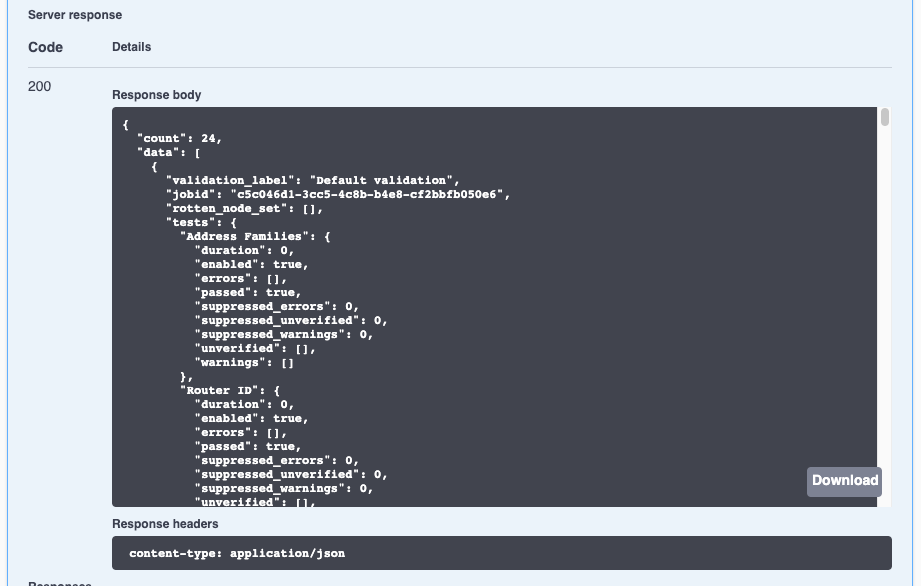 Server response
Code Details
200
Response body
{
  "count": 24,
  "data": [
    {
      "validation_label": "Default validation",
      "jobid": "c5c046d1-3cc5-4c8b-b4e8-cf2bbfb050e6",
      "rotten_node_set": [],
      "tests": {
        "Address Families": {
          "duration": 0,
          "enabled": true,
          "errors": [],
          "passed": true,
          "suppressed_errors": 0,
          "suppressed_unverified": 0,
          "suppressed_warnings": 0,
          "unverified": [],
          "warnings": []
        },
        "Router ID": {
          "duration": 0,
          "enabled": true,
          "errors": [],
          "passed": true,
          "suppressed_errors": 0,
          "suppressed_unverified": 0,
          "suppressed_warnings": 0,
          "unverified": [],
Download
Response headers
content-type: application/json
Responses